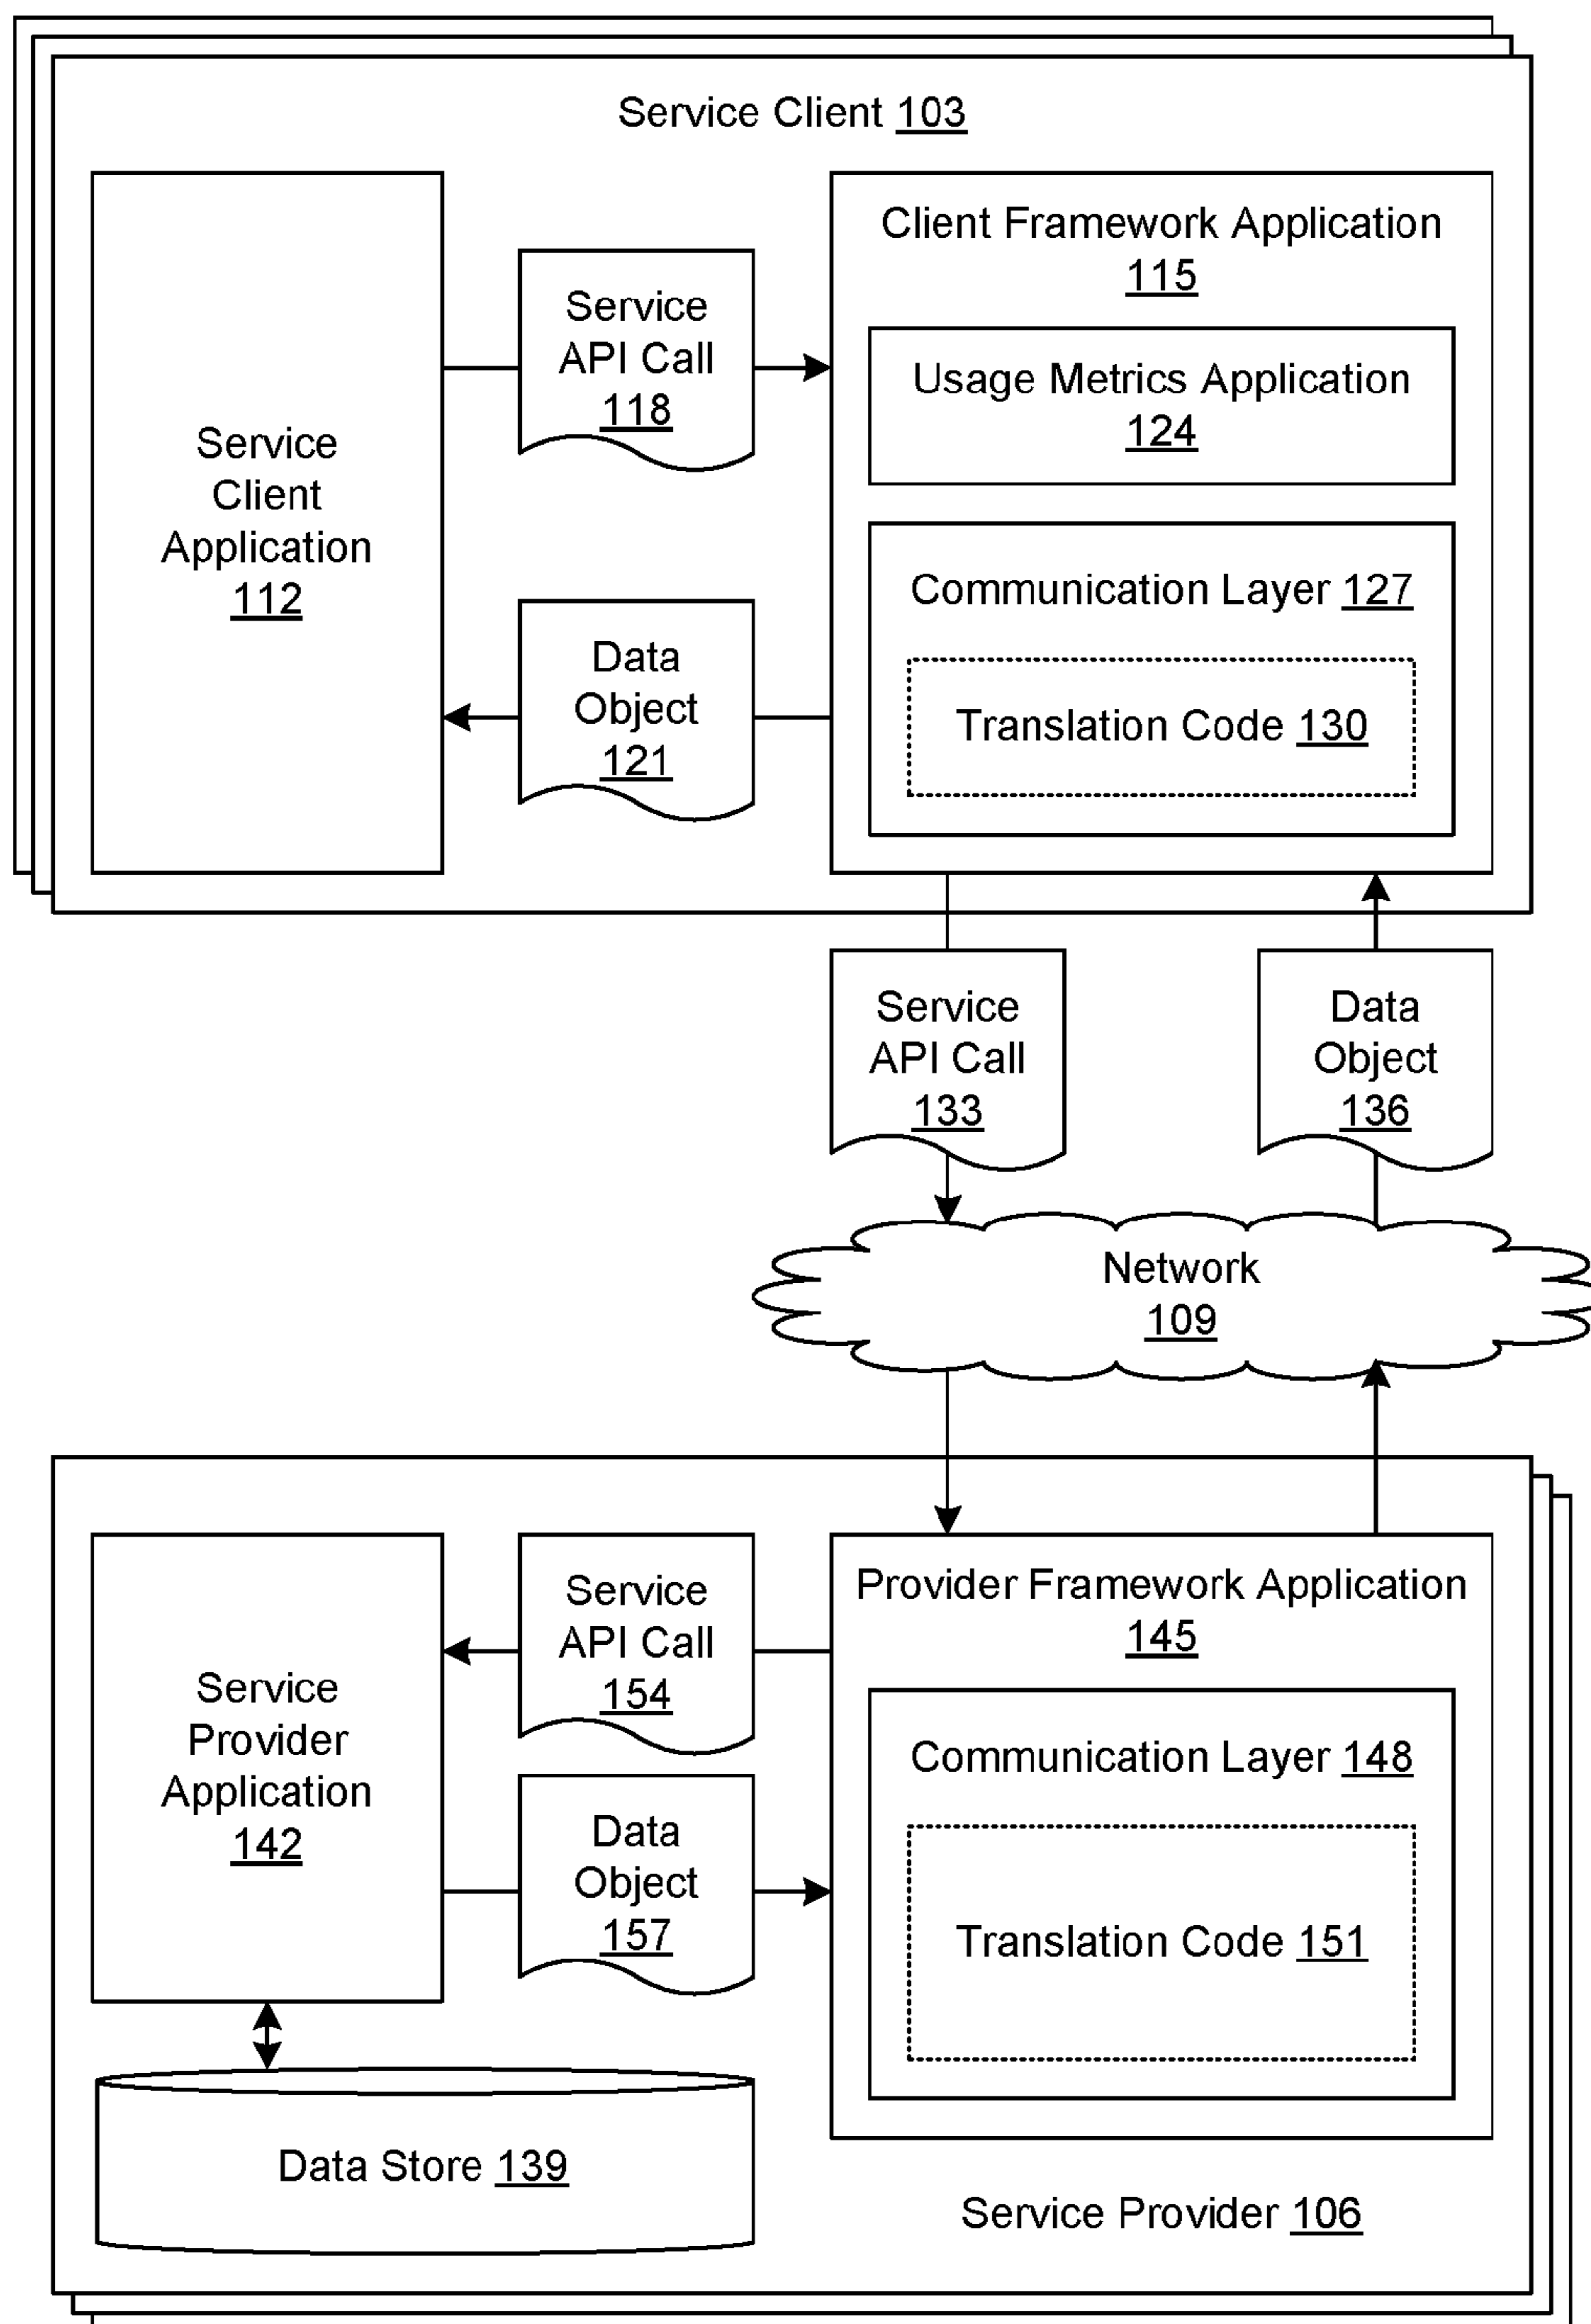 Service Client 103
Service
Client
Application
112
Service
API Call
118
Data
Object
121
Client Framework Application
115
Usage Metrics Application
124
Communication Layer 127
Translation Code 130
Service
API Call
133
Data
Object
136
Network
109
Service
Provider
Application
142
Service
API Call
154
Data
Object
157
Provider Framework Application
145
Communication Layer 148
Translation Code 151
Data Store 139
Service Provider 106